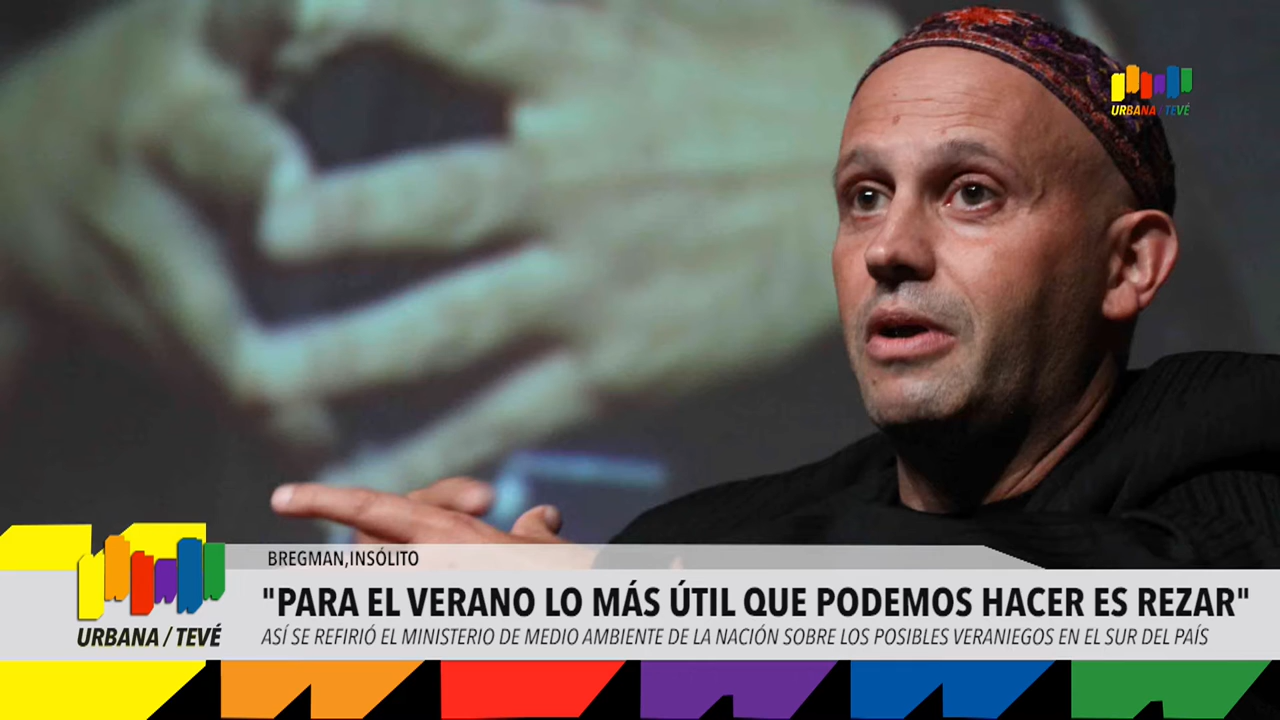 URBANA/TEVÉ
BREGMAN,INSÓLITO
"PARA EL VERANO LO MÁS ÚTIL QUE PODEMOS HACER ES REZAR"
URBANA/TEVÉ
ASÍ SE REFIRIÓ EL MINISTERIO DE MEDIO AMBIENTE DE LA NACIÓN SOBRE LOS POSIBLES VERANIEGOS EN EL SUR DEL PAÍS